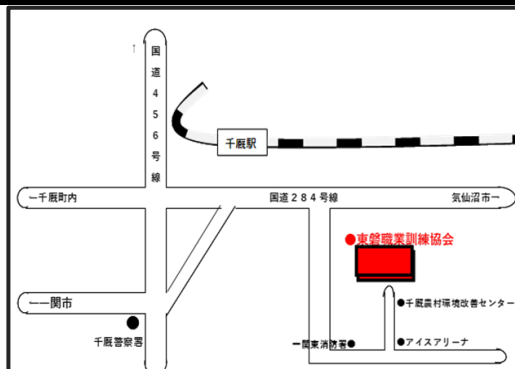 ↑
国道456号線
千厩駅
←千厩町内
国道284号線
気仙沼市→
●東磐職業訓練協会
←一関市
●千厩農村環境改善センター
千厩警察署
一関東消防署●
●アイスアリーナ